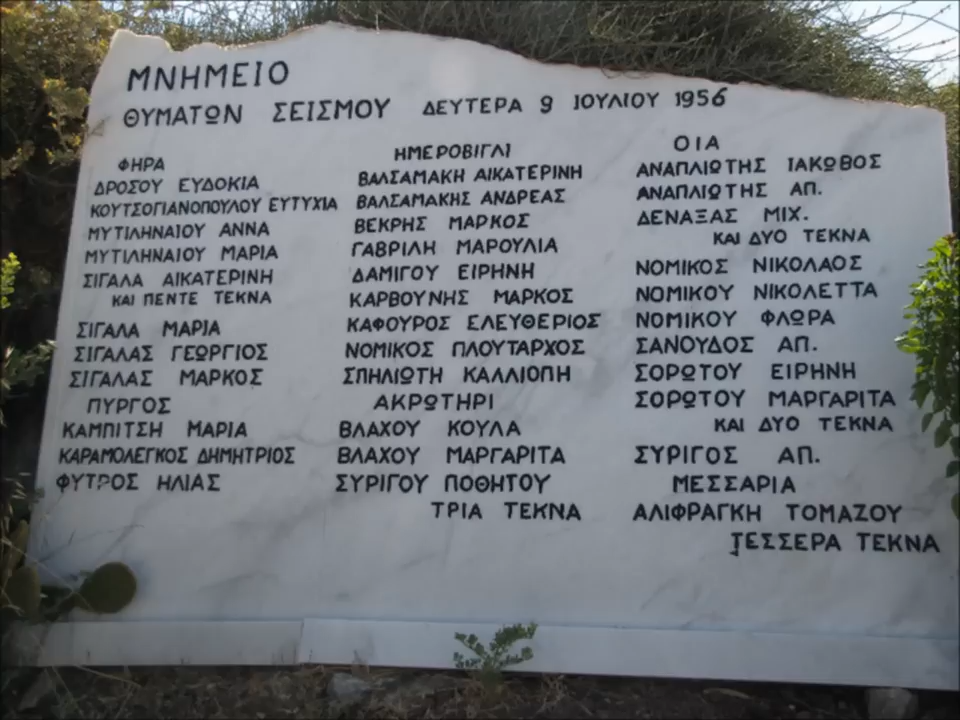 ΜΝΗΜΕΙΟ
ΘΥΜΑΤΩΝ ΣΕΙΣΜΟΥ ΔΕΥΤΕΡΑ 9 ΙΟΥΛΙΟΥ 1956
ΦΗΡΑ
ΔΡΟΣΟΥ ΕΥΔΟΚΙΑ
ΚΟΥΤΣΟΓΙΑΝΟΠΟΥΛΟΥ ΕΥΤΥΧΙΑ
ΜΥΤΙΛΗΝΑΙΟΥ ΑΝΝΑ
ΜΥΤΙΛΗΝΑΙΟΥ ΜΑΡΙΑ
ΣΙΓΑΛΑ ΑΙΚΑΤΕΡΙΝΗ
ΚΑΙ ΠΕΝΤΕ ΤΕΚΝΑ
ΣΙΓΑΛΑ ΜΑΡΙΑ
ΣΙΓΑΛΑΣ ΓΕΩΡΓΙΟΣ
ΣΙΓΑΛΑΣ ΜΑΡΚΟΣ
ΠΥΡΓΟΣ
ΚΑΜΠΙΤΣΗ ΜΑΡΙΑ
ΚΑΡΑΜΟΛΕΓΚΟΣ ΔΗΜΗΤΡΙΟΣ
ΦΥΤΡΟΣ ΗΛΙΑΣ
ΗΜΕΡΟΒΙΓΛΙ
ΒΑΛΣΑΜΑΚΗ ΑΙΚΑΤΕΡΙΝΗ
ΒΑΛΣΑΜΑΚΗΣ ΑΝΔΡΕΑΣ
ΒΕΚΡΗΣ ΜΑΡΚΟΣ
ΓΑΒΡΙΛΗ ΜΑΡΟΥΛΙΑ
ΔΑΜΙΓΟΥ ΕΙΡΗΝΗ
ΚΑΡΒΟΥΝΗΣ ΜΑΡΚΟΣ
ΚΑΦΟΥΡΟΣ ΕΛΕΥΘΕΡΙΟΣ
ΝΟΜΙΚΟΣ ΠΛΟΥΤΑΡΧΟΣ
ΣΠΗΛΙΩΤΗ ΚΑΛΛΙΟΠΗ
ΑΚΡΩΤΗΡΙ
ΒΛΑΧΟΥ ΚΟΥΛΑ
ΒΛΑΧΟΥ ΜΑΡΓΑΡΙΤΑ
ΣΥΡΙΓΟΥ ΠΟΘΗΤΟΥ
ΤΡΙΑ ΤΕΚΝΑ
ΟΙΑ
ΑΝΑΠΛΙΩΤΗΣ ΙΑΚΩΒΟΣ
ΑΝΑΠΛΙΩΤΗΣ ΑΠ.
ΔΕΝΑΞΑΣ ΜΙΧ.
ΚΑΙ ΔΥΟ ΤΕΚΝΑ
ΝΟΜΙΚΟΣ ΝΙΚΟΛΑΟΣ
ΝΟΜΙΚΟΥ ΝΙΚΟΛΕΤΤΑ
ΝΟΜΙΚΟΥ ΦΛΩΡΑ
ΣΑΝΟΥΔΟΣ ΑΠ.
ΣΟΡΩΤΟΥ ΕΙΡΗΝΗ
ΣΟΡΩΤΟΥ ΜΑΡΓΑΡΙΤΑ
ΚΑΙ ΔΥΟ ΤΕΚΝΑ
ΣΥΡΙΓΟΣ ΑΠ.
ΜΕΣΣΑΡΙΑ
ΑΛΙΦΡΑΓΚΗ ΤΟΜΑΖΟΥ
ΤΕΣΣΕΡΑ ΤΕΚΝΑ